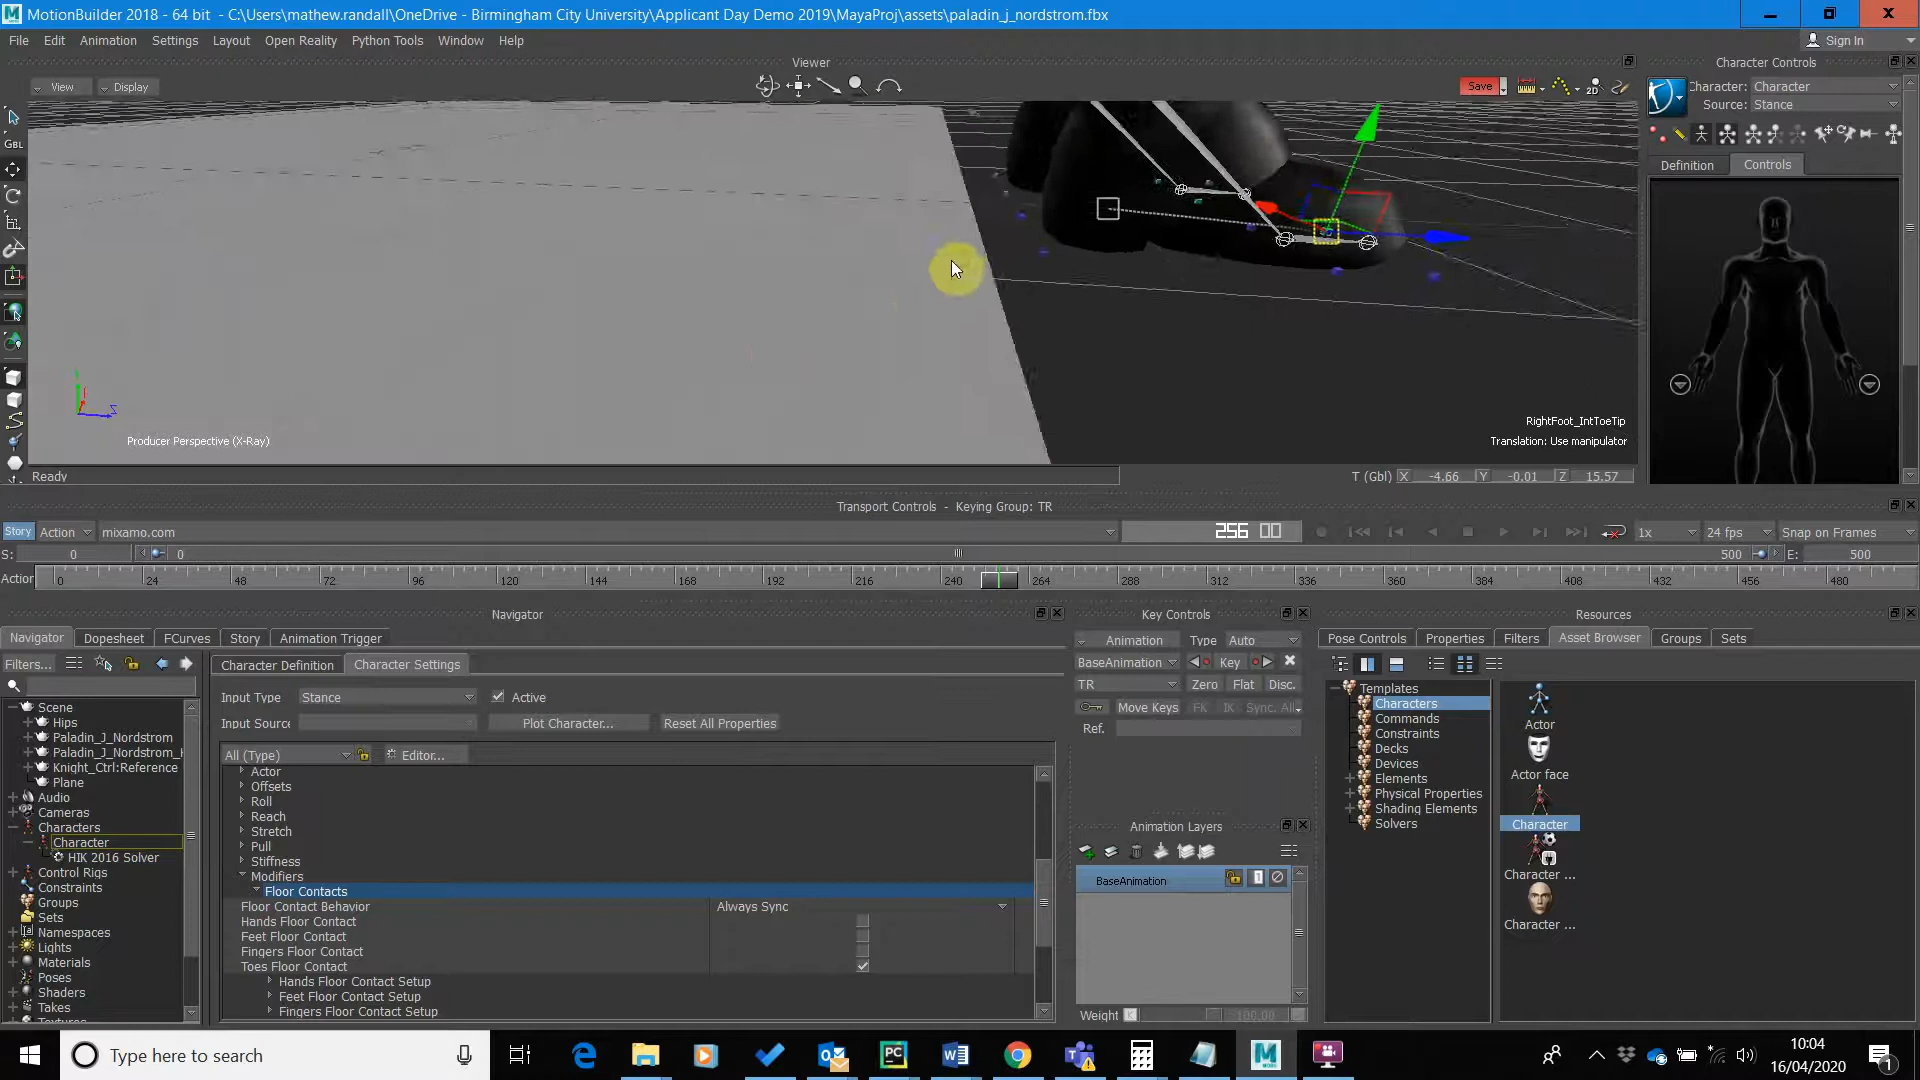 MotionBuilder 2018 - 64 bit - C:\Users\mathew.randall\OneDrive - Birmingham City University\Applicant Day Demo 2019\MayaProj\assets\paladin_j_nordstrom.fbx
File Edit Animation Settings Layout Open Reality Python Tools Window Help
Sign In
Viewer
Character Controls
View Display
Save
2D
Character: Character
Source: Stance
GBL
Definition Controls
Z
Producer Perspective (X-Ray)
RightFoot_IntToeTip
Translation: Use manipulator
Ready
T (Gbl) X -4.66 Y -0.01 Z 15.57
Transport Controls - Keying Group: TR
Story Action mixamo.com
256 00
1x 24 fps Snap on Frames
S: 0 0 500 E: 500
Action 0 24 48 72 96 120 144 168 192 216 240 264 288 312 336 360 384 408 432 456 480
Navigator
Key Controls
Resources
Navigator Dopesheet FCurves Story Animation Trigger
Animation Type Auto
Pose Controls Properties Filters Asset Browser Groups Sets
Filters...
Character Definition Character Settings
BaseAnimation Key
TR Zero Flat Disc.
Move Keys FK IK Sync. All
Ref.
Input Type Stance Active
Input Source Plot Character... Reset All Properties
All (Type) Editor...
Scene
Hips
Paladin_J_Nordstrom
Paladin_J_Nordstrom_
Knight_Ctrl:Reference
Plane
Audio
Cameras
Characters
Character
HIK 2016 Solver
Control Rigs
Constraints
Groups
Sets
Namespaces
Lights
Materials
Poses
Shaders
Takes
Actor
Offsets
Roll
Reach
Stretch
Pull
Stiffness
Modifiers
Floor Contacts
Floor Contact Behavior Always Sync
Hands Floor Contact
Feet Floor Contact
Fingers Floor Contact
Toes Floor Contact
Hands Floor Contact Setup
Feet Floor Contact Setup
Fingers Floor Contact Setup
Animation Layers
BaseAnimation 1
Weight K 100.00
Templates
Characters
Commands
Constraints
Decks
Devices
Elements
Physical Properties
Shading Elements
Solvers
Actor
Actor face
Character
Character ...
Character ...
Type here to search
10:04
16/04/2020
1